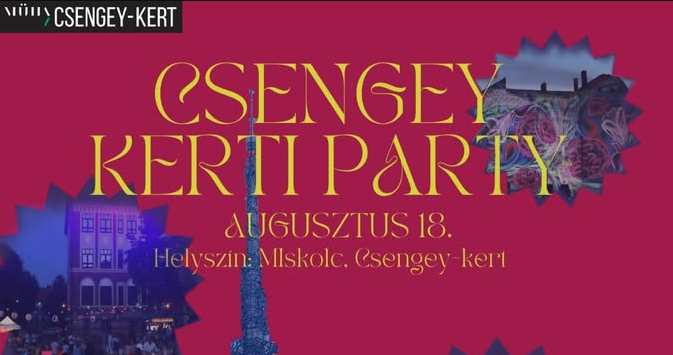 CSENGEY-KERT
CSENGEY
KERTI PARTY
AUGUSZTUS 18.
Helyszín: MIskolc, Csengey-kert